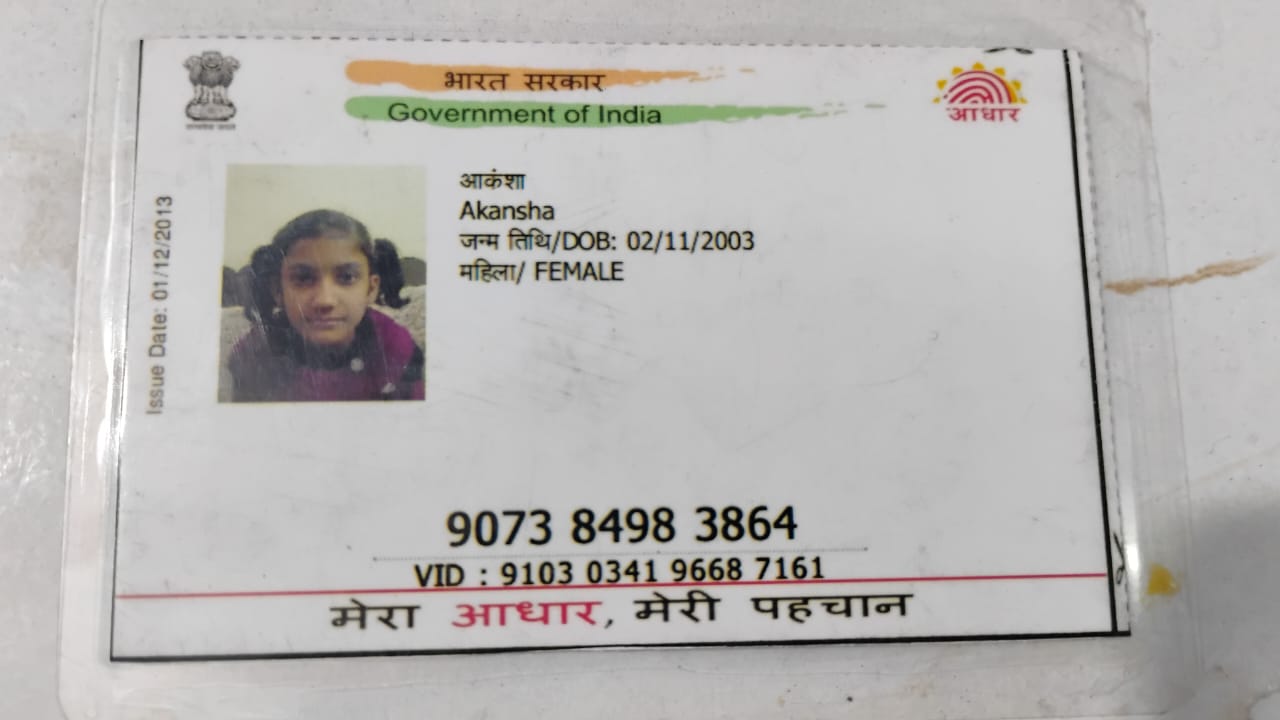 भारत सरकार
Government of India
आधार
Issue Date: 01/12/2013
आकंशा
Akansha
जन्म तिथि/DOB: 02/11/2003
महिला/ FEMALE
9073 8498 3864
VID : 9103 0341 9668 7161
मेरा आधार, मेरी पहचान